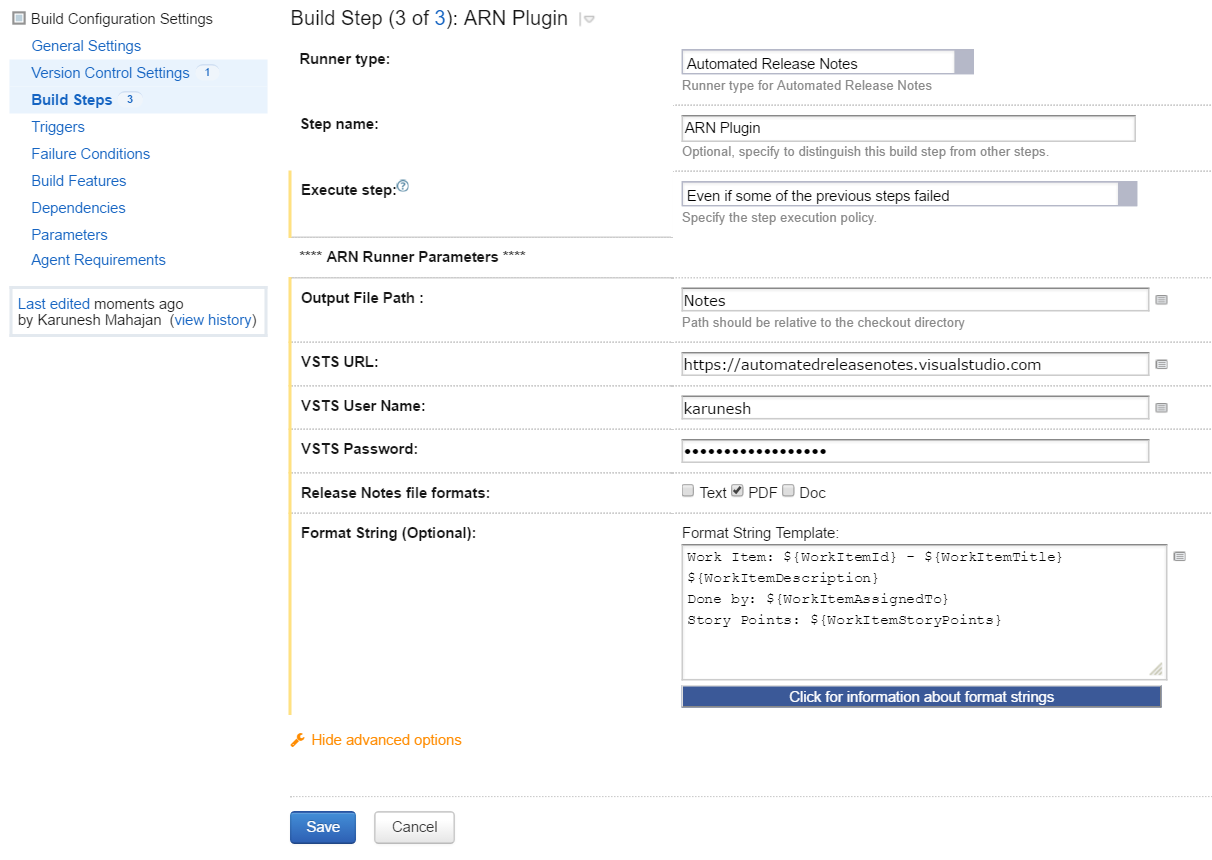 Build Configuration Settings
General Settings
Version Control Settings 1
Build Steps 3
Triggers
Failure Conditions
Build Features
Dependencies
Parameters
Agent Requirements
Last edited moments ago
by Karunesh Mahajan (view history)
Build Step (3 of 3): ARN Plugin
Runner type:
Automated Release Notes
Runner type for Automated Release Notes
Step name:
ARN Plugin
Optional, specify to distinguish this build step from other steps.
Execute step:?
Even if some of the previous steps failed
Specify the step execution policy.
**** ARN Runner Parameters ****
Output File Path :
Notes
Path should be relative to the checkout directory
VSTS URL:
https://automatedreleasenotes.visualstudio.com
VSTS User Name:
karunesh
VSTS Password:
••••••••••••••••••
Release Notes file formats:
Text PDF Doc
Format String (Optional):
Format String Template:
Work Item: ${WorkItemId} - ${WorkItemTitle}
${WorkItemDescription}
Done by: ${WorkItemAssignedTo}
Story Points: ${WorkItemStoryPoints}
Click for information about format strings
Hide advanced options
Save Cancel